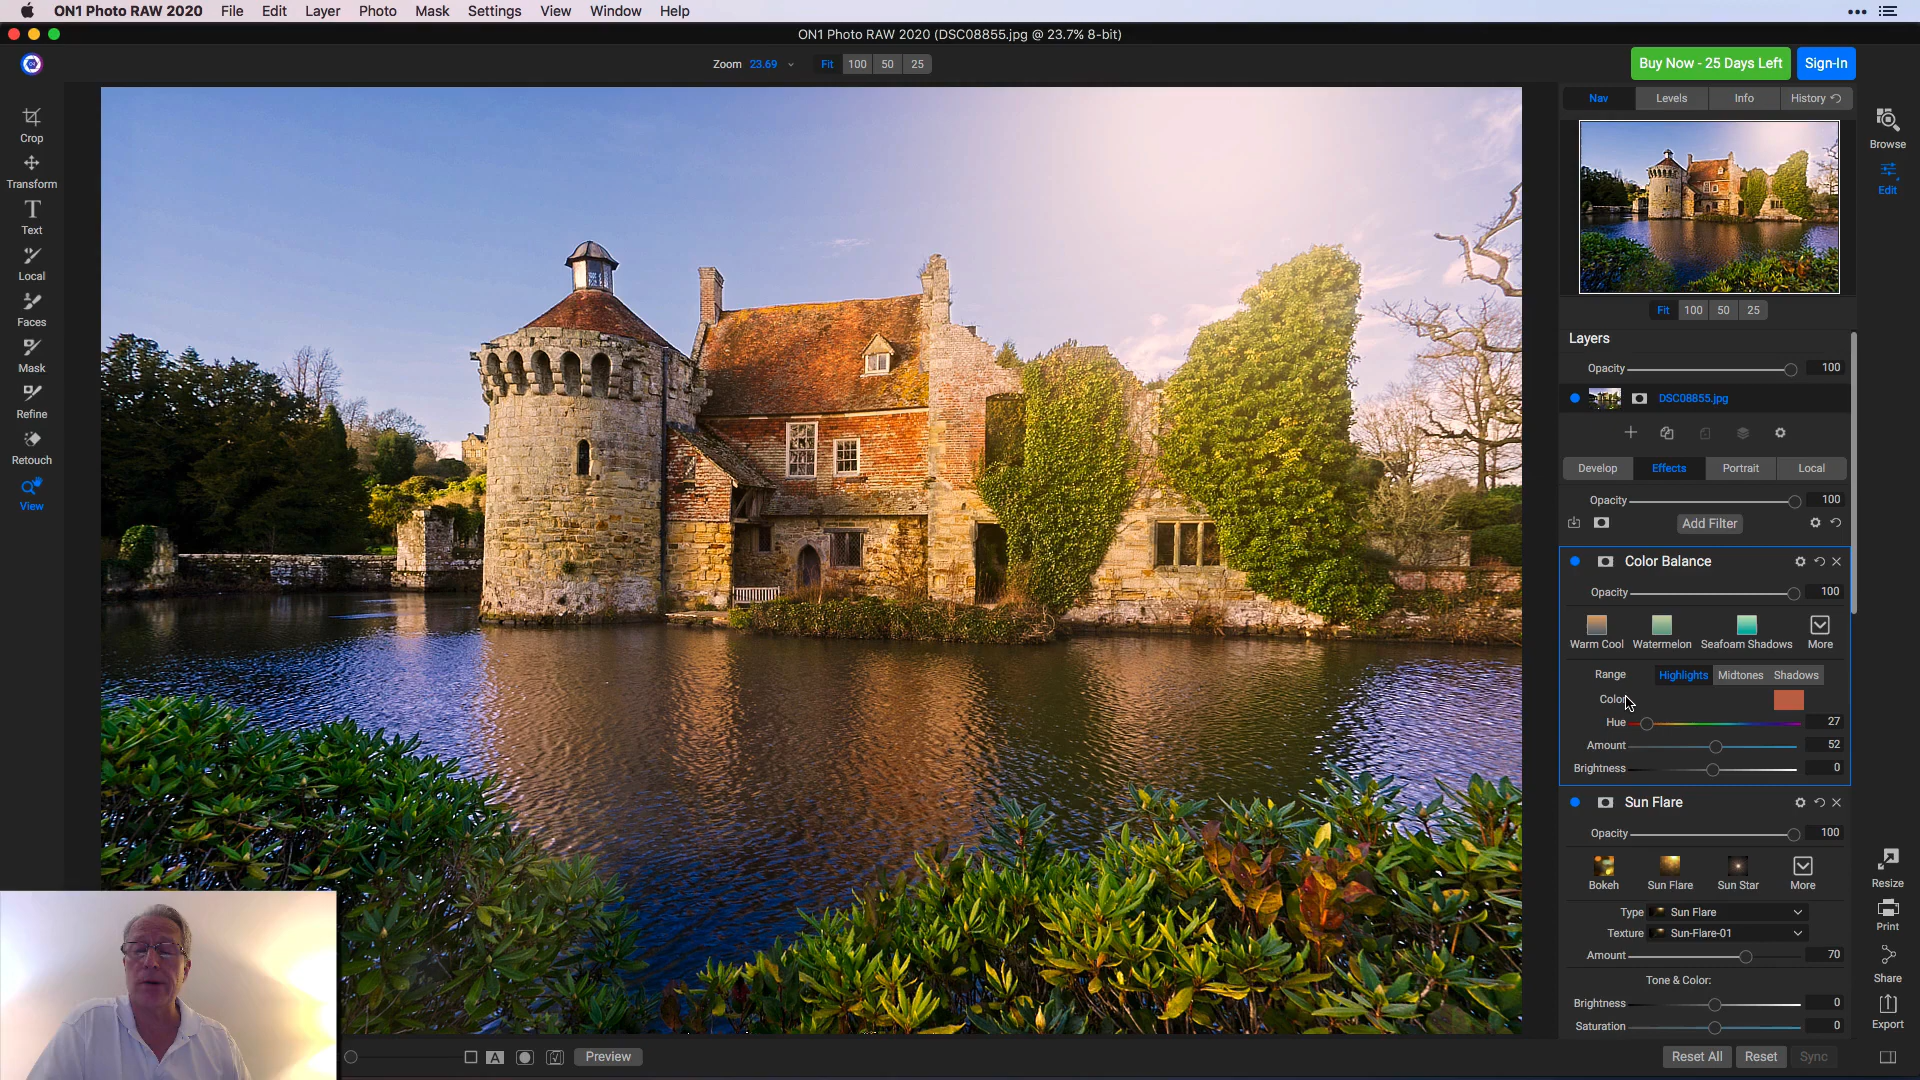 ON1 Photo RAW 2020 File Edit Layer Photo Mask Settings View Window Help
ON1 Photo RAW 2020 (DSC08855.jpg @ 23.7% 8-bit)
Zoom 23.69 Fit 100 50 25
Buy Now - 25 Days Left Sign-In
Crop
Transform
Text
Local
Faces
Mask
Refine
Retouch
View
Nav Levels Info History
Browse
Edit
Fit 100 50 25
Layers
Opacity 100
DSC08855.jpg
Develop Effects Portrait Local
Opacity 100
Add Filter
Color Balance
Opacity 100
Warm Cool Watermelon Seafoam Shadows More
Range Highlights Midtones Shadows
Color
Hue 27
Amount 52
Brightness 0
Sun Flare
Opacity 100
Bokeh Sun Flare Sun Star More
Type Sun Flare
Texture Sun-Flare-01
Amount 70
Tone & Color:
Brightness 0
Saturation 0
Resize
Print
Share
Export
A Preview
Reset All Reset Sync